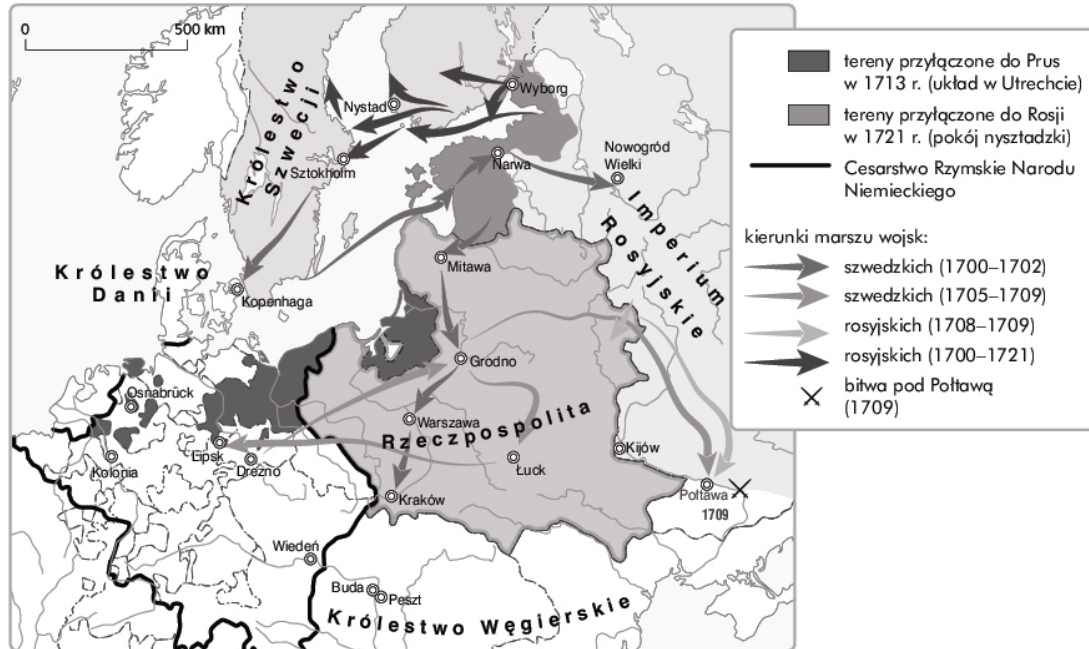 0 500 km
Wyborg
Nystad
Królestwo
Szwecji
Sztokholm
Narwa
Nowogród
Wielki
Imperium
Rosyjskie
Królestwo
Danii
Kopenhaga
Mitawa
Grodno
Osnabrück
Warszawa
Rzeczpospolita
Lipsk
Drezno
Kolonia
Łuck
Kijów
Kraków
Połtawa
1709
Wiedeń
Buda
Peszt
Królestwo Węgierskie
tereny przyłączone do Prus
w 1713 r. (układ w Utrechcie)
tereny przyłączone do Rosji
w 1721 r. (pokój nysztadzki)
Cesarstwo Rzymskie Narodu
Niemieckiego
kierunki marszu wojsk:
szwedzkich (1700–1702)
szwedzkich (1705–1709)
rosyjskich (1708–1709)
rosyjskich (1700–1721)
bitwa pod Połtawą
(1709)